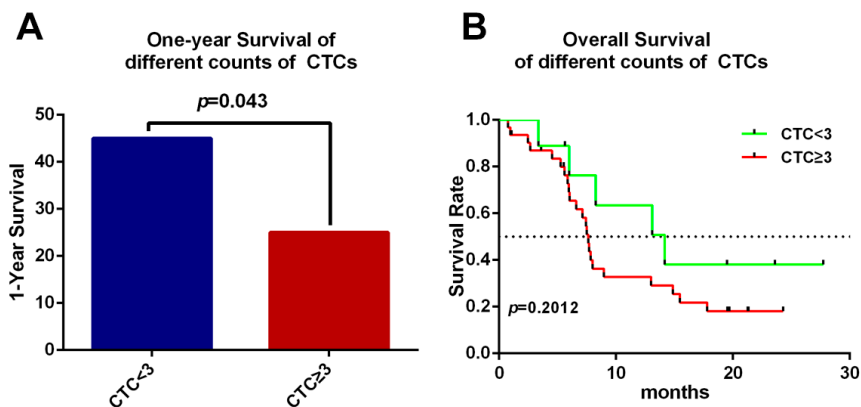 A
One-year Survival of
different counts of CTCs
p=0.043
1-Year Survival
50
40
30
20
10
0
CTC<3
CTC≥3
B
Overall Survival
of different counts of CTCs
CTC<3
CTC≥3
Survival Rate
1.0
0.8
0.6
0.4
0.2
0.0
p=0.2012
0
10
20
30
months